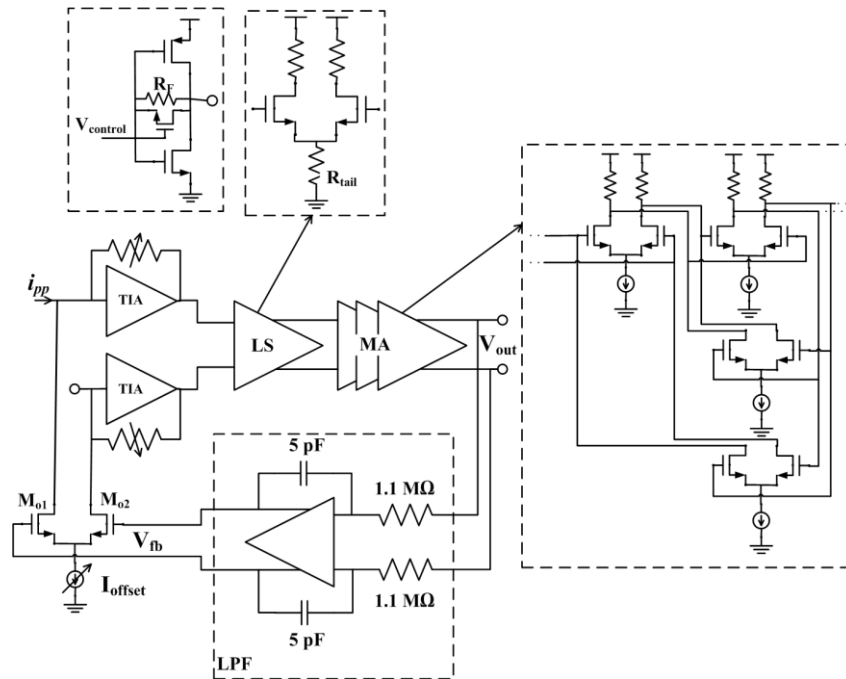 R_F
V_control
R_tail
i_pp
TIA
LS
MA
V_out
TIA
5 pF
1.1 MΩ
M_o1
M_o2
V_fb
I_offset
1.1 MΩ
5 pF
LPF